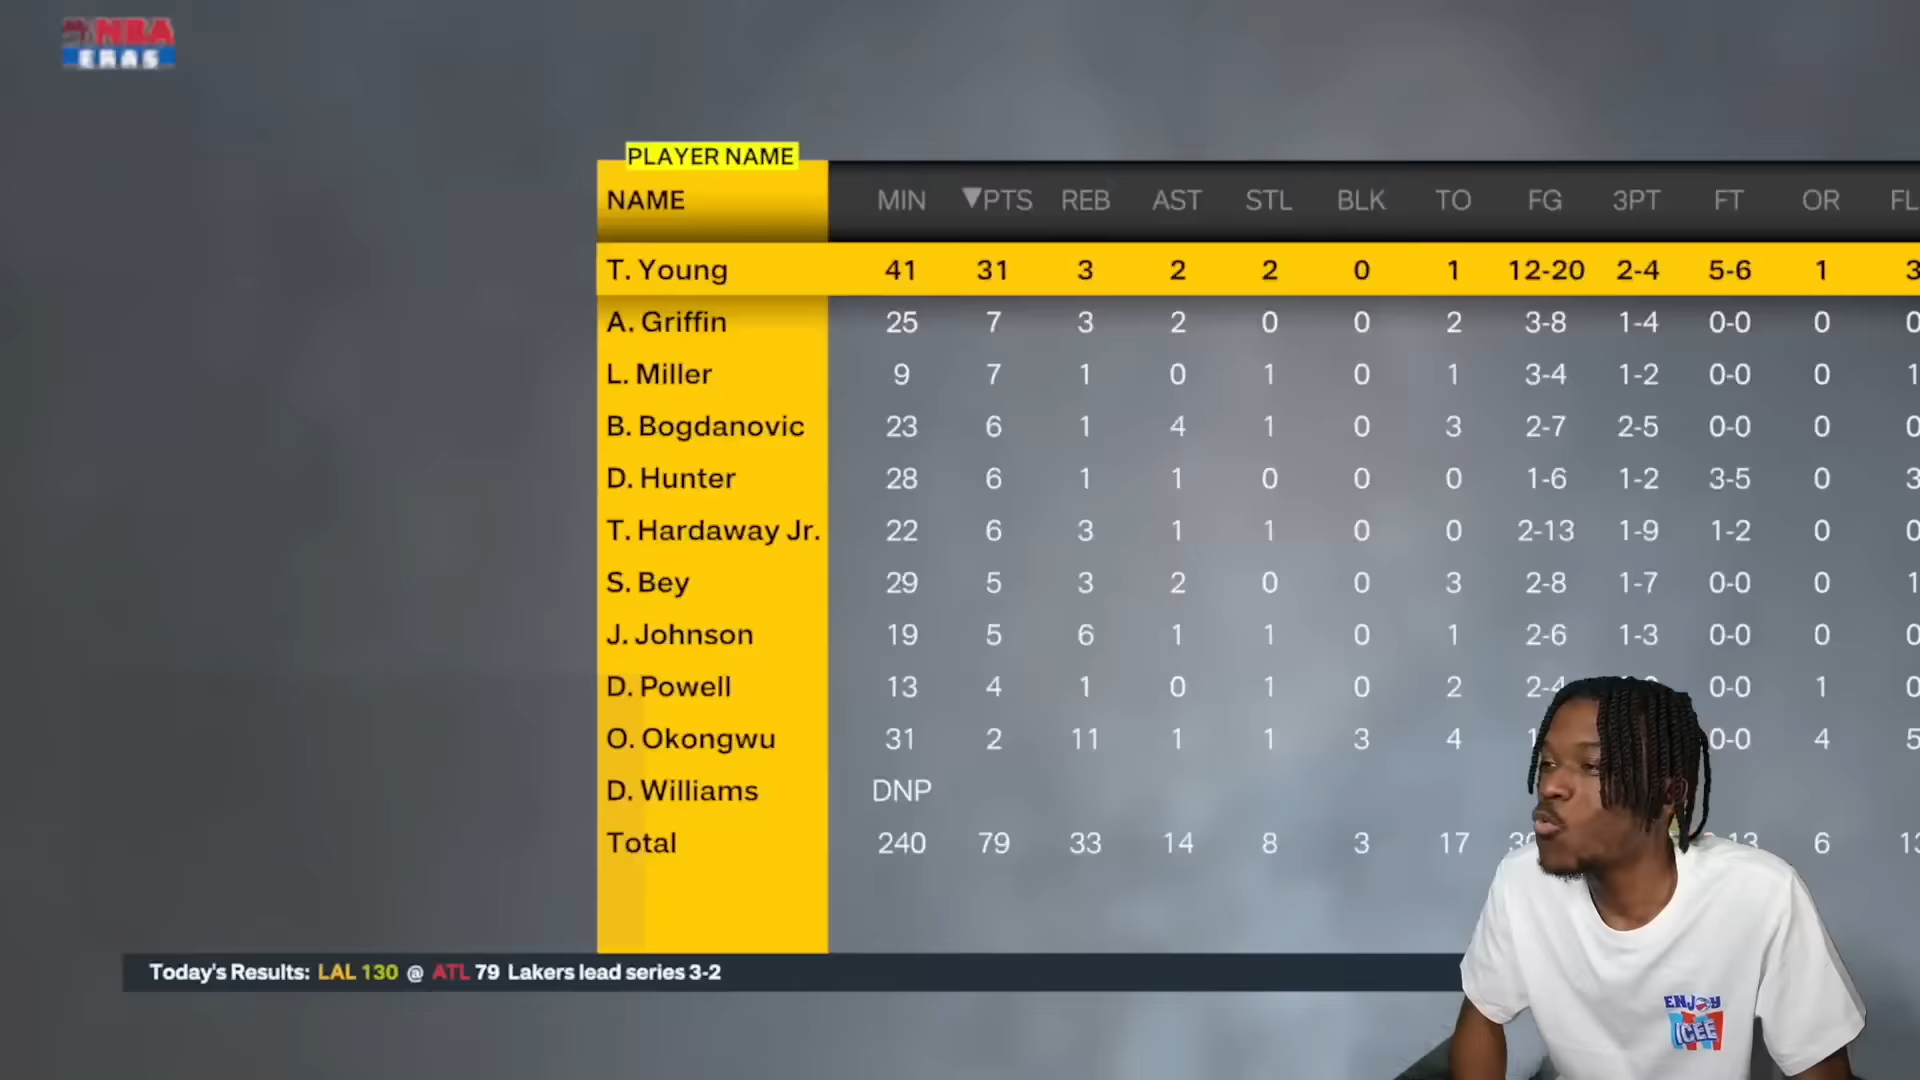 NBA
ERAS
PLAYER NAME
NAME MIN ▼PTS REB AST STL BLK TO FG 3PT FT OR FL
T. Young 41 31 3 2 2 0 1 12-20 2-4 5-6 1 3
A. Griffin 25 7 3 2 0 0 2 3-8 1-4 0-0 0 0
L. Miller 9 7 1 0 1 0 1 3-4 1-2 0-0 0 1
B. Bogdanovic 23 6 1 4 1 0 3 2-7 2-5 0-0 0 0
D. Hunter 28 6 1 1 0 0 0 1-6 1-2 3-5 0 3
T. Hardaway Jr. 22 6 3 1 1 0 0 2-13 1-9 1-2 0 0
S. Bey 29 5 3 2 0 0 3 2-8 1-7 0-0 0 1
J. Johnson 19 5 6 1 1 0 1 2-6 1-3 0-0 0 0
D. Powell 13 4 1 0 1 0 2 2-4 0-0 1 0
O. Okongwu 31 2 11 1 1 3 4 0-0 4 5
D. Williams DNP
Total 240 79 33 14 8 3 17 6
Today's Results: LAL 130 @ ATL 79 Lakers lead series 3-2
ENJOY
ICEE